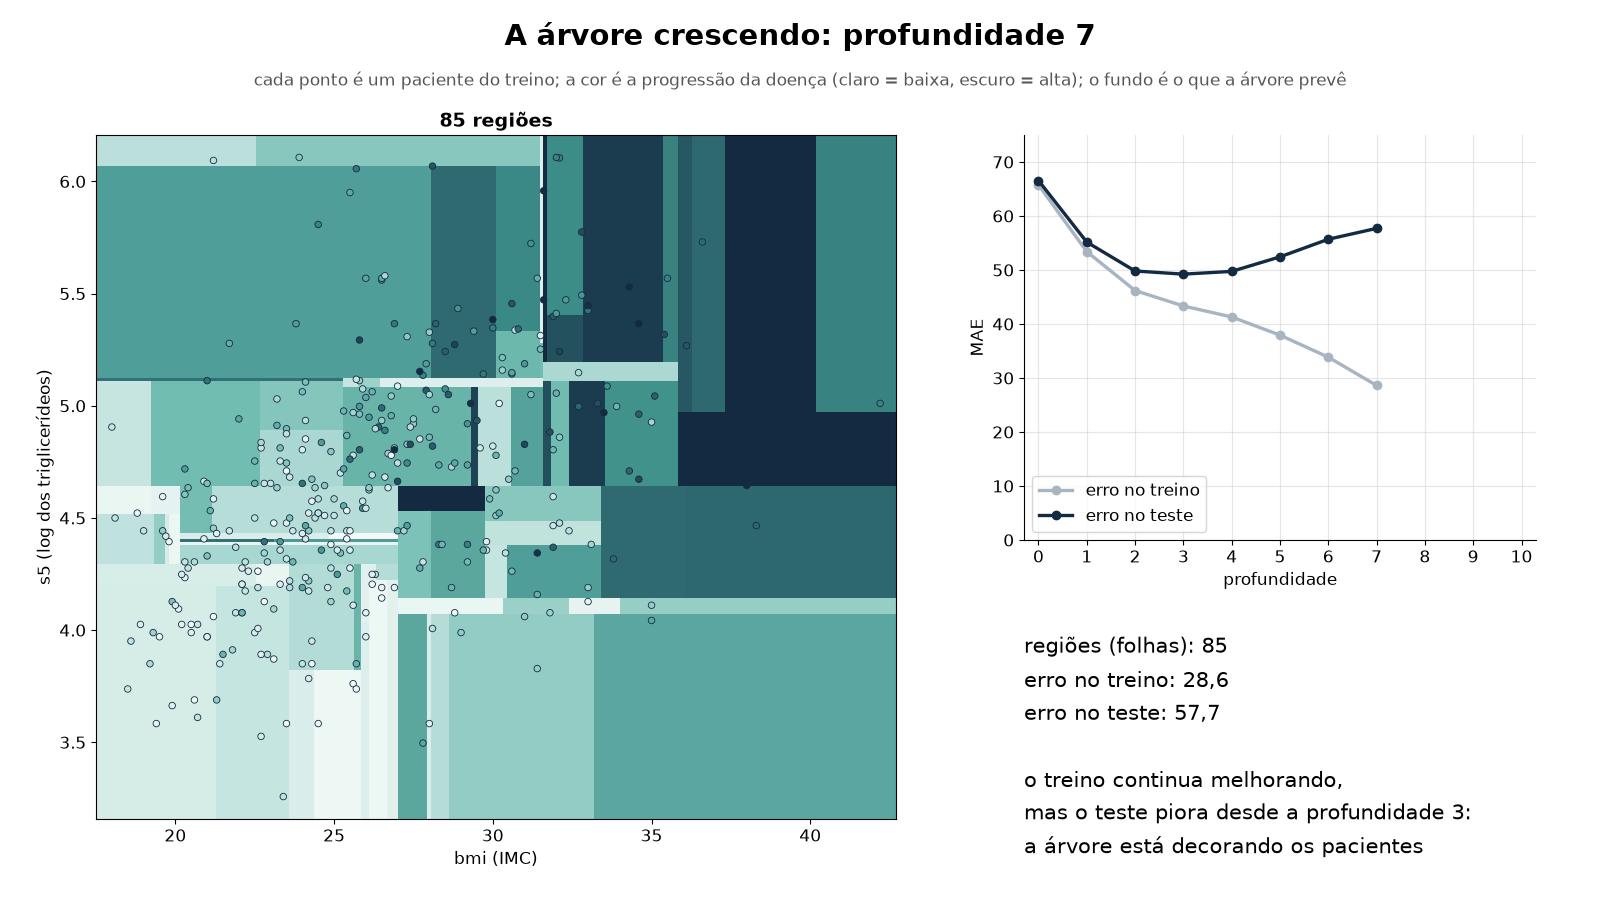 A árvore crescendo: profundidade 7
cada ponto é um paciente do treino; a cor é a progressão da doença (claro = baixa, escuro = alta); o fundo é o que a árvore prevê
85 regiões
6.0
5.5
5.0
4.5
4.0
3.5
s5 (log dos triglicerídeos)
20 25 30 35 40
bmi (IMC)
70
60
50
40
30
20
10
0
MAE
erro no treino
erro no teste
0 1 2 3 4 5 6 7 8 9 10
profundidade
regiões (folhas): 85
erro no treino: 28,6
erro no teste: 57,7
o treino continua melhorando,
mas o teste piora desde a profundidade 3:
a árvore está decorando os pacientes